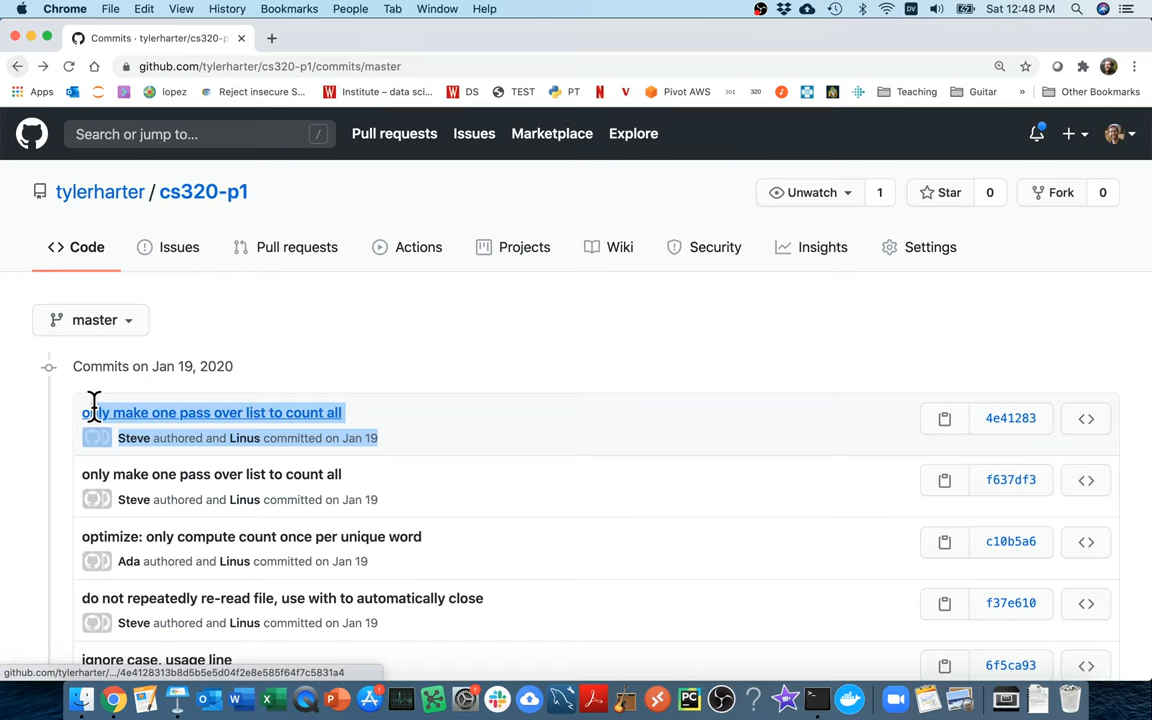 Chrome File Edit View History Bookmarks People Tab Window Help Sat 12:48 PM
Commits · tylerharter/cs320-p
github.com/tylerharter/cs320-p1/commits/master
Apps lopez Reject insecure S... Institute – data sci... DS TEST PT Pivot AWS 301 320 Teaching Guitar » Other Bookmarks
Search or jump to... / Pull requests Issues Marketplace Explore
tylerharter / cs320-p1 Unwatch 1 Star 0 Fork 0
<> Code Issues Pull requests Actions Projects Wiki Security Insights Settings
master
Commits on Jan 19, 2020
only make one pass over list to count all
Steve authored and Linus committed on Jan 19
4e41283
only make one pass over list to count all
Steve authored and Linus committed on Jan 19
f637df3
optimize: only compute count once per unique word
Ada authored and Linus committed on Jan 19
c10b5a6
do not repeatedly re-read file, use with to automatically close
Steve authored and Linus committed on Jan 19
f37e610
ignore case, usage line
6f5ca93
github.com/tylerharter/.../4e4128313b8d5b5e5d04f2e8e585f64f7c5831a4